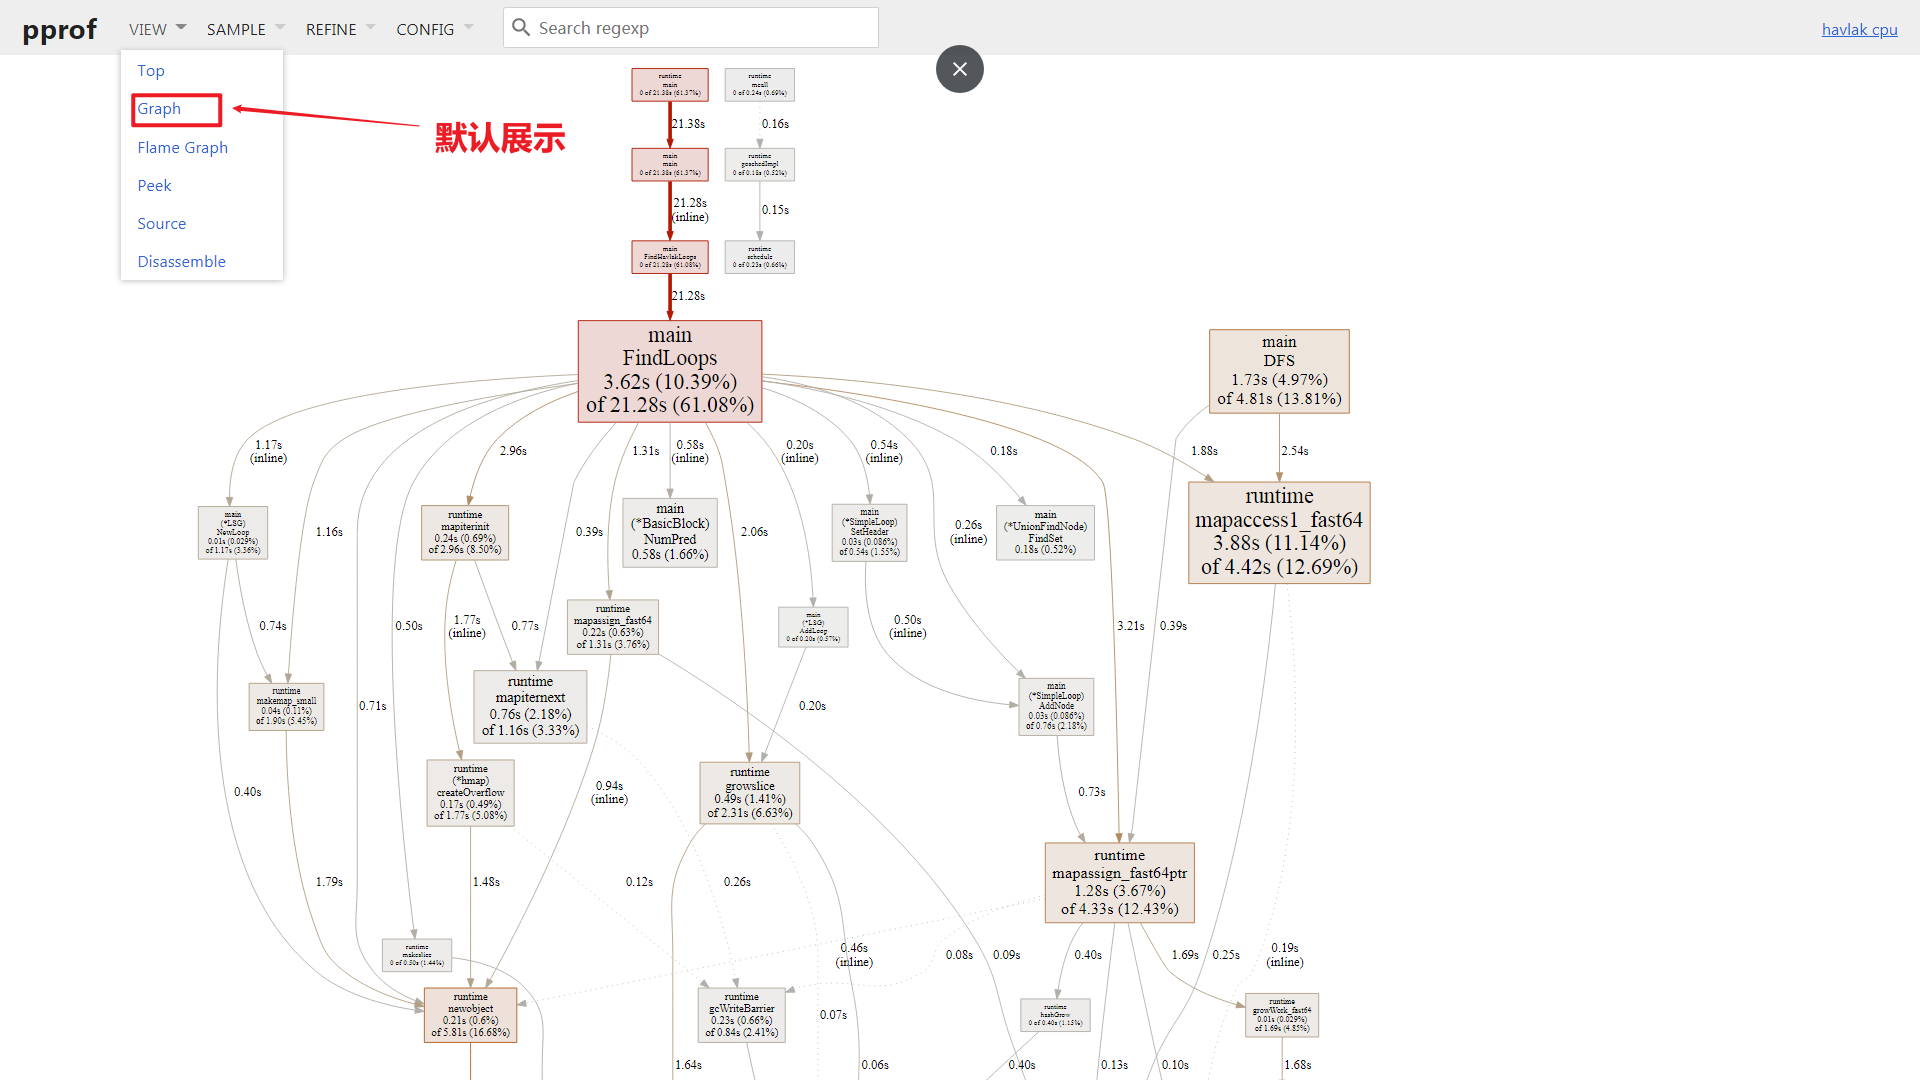 pprof
VIEW
SAMPLE
REFINE
CONFIG
Search regexp
havlak cpu
Top
Graph
Flame Graph
Peek
Source
Disassemble
默认展示
runtime
main
0 of 21.38s (61.37%)
runtime
mcall
0 of 0.24s (0.69%)
21.38s
0.16s
main
main
0 of 21.38s (61.37%)
runtime
goschedImpl
0 of 0.18s (0.52%)
21.28s
(inline)
0.15s
main
FindHavlakLoops
0 of 21.28s (61.08%)
runtime
schedule
0 of 0.23s (0.66%)
21.28s
main
FindLoops
3.62s (10.39%)
of 21.28s (61.08%)
main
DFS
1.73s (4.97%)
of 4.81s (13.81%)
1.17s
(inline)
2.96s
1.31s
0.58s
(inline)
0.20s
(inline)
0.54s
(inline)
0.18s
1.88s
2.54s
main
(*LSG)
NewLoop
0.01s (0.029%)
of 1.17s (3.36%)
1.16s
runtime
mapiterinit
0.24s (0.69%)
of 2.96s (8.50%)
0.39s
main
(*BasicBlock)
NumPred
0.58s (1.66%)
2.06s
main
(*SimpleLoop)
SetHeader
0.03s (0.086%)
of 0.54s (1.55%)
0.26s
(inline)
main
(*UnionFindNode)
FindSet
0.18s (0.52%)
runtime
mapaccess1_fast64
3.88s (11.14%)
of 4.42s (12.69%)
0.74s
0.50s
1.77s
(inline)
0.77s
runtime
mapassign_fast64
0.22s (0.63%)
of 1.31s (3.76%)
main
(*LSG)
AddLoop
0 of 0.20s (0.57%)
0.50s
(inline)
3.21s
0.39s
runtime
makemap_small
0.04s (0.11%)
of 1.90s (5.45%)
0.71s
runtime
mapiternext
0.76s (2.18%)
of 1.16s (3.33%)
0.20s
main
(*SimpleLoop)
AddNode
0.03s (0.086%)
of 0.76s (2.18%)
0.40s
runtime
(*hmap)
createOverflow
0.17s (0.49%)
of 1.77s (5.08%)
0.94s
(inline)
runtime
growslice
0.49s (1.41%)
of 2.31s (6.63%)
0.73s
1.79s
1.48s
0.12s
0.26s
runtime
mapassign_fast64ptr
1.28s (3.67%)
of 4.33s (12.43%)
runtime
makeslice
0 of 0.50s (1.44%)
0.46s
(inline)
0.08s
0.09s
0.40s
1.69s
0.25s
0.19s
(inline)
runtime
newobject
0.21s (0.6%)
of 5.81s (16.68%)
runtime
gcWriteBarrier
0.23s (0.66%)
of 0.84s (2.41%)
0.07s
runtime
hashGrow
0 of 0.40s (1.15%)
runtime
growWork_fast64
0.01s (0.029%)
of 1.69s (4.85%)
1.64s
0.06s
0.40s
0.13s
0.10s
1.68s